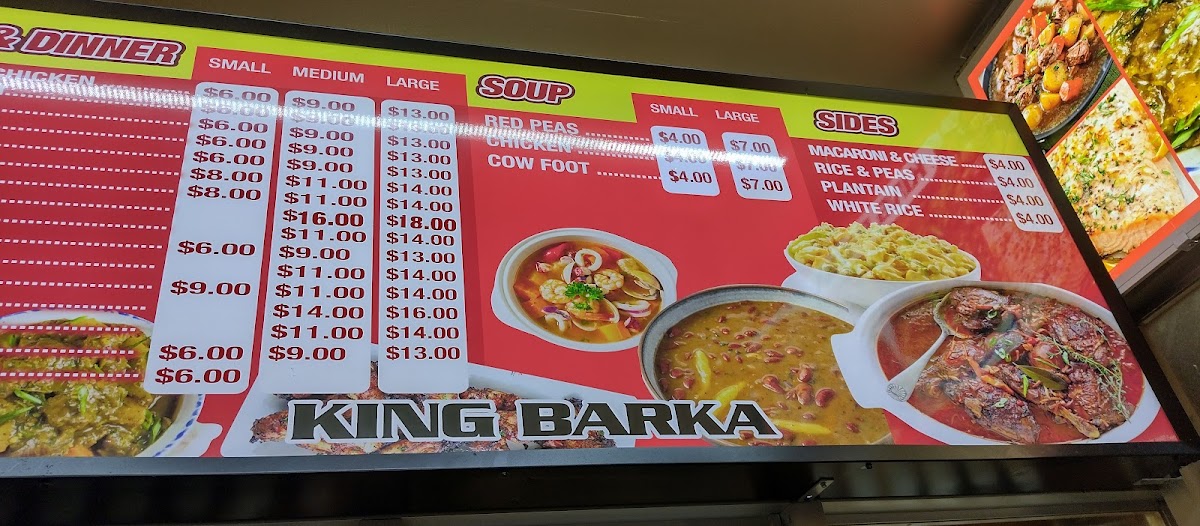 & DINNER
SMALL MEDIUM LARGE
CHICKEN
$6.00 $9.00 $13.00
$6.00 $9.00 $13.00
$6.00 $9.00 $13.00
$6.00 $9.00 $13.00
$8.00 $11.00 $14.00
$8.00 $11.00 $14.00
$16.00 $18.00
$11.00 $14.00
$6.00 $9.00 $13.00
$11.00 $14.00
$9.00 $11.00 $14.00
$14.00 $16.00
$11.00 $14.00
$6.00 $9.00 $13.00
$6.00
SOUP
SMALL LARGE
RED PEAS $4.00 $7.00
CHICKEN $4.00 $7.00
COW FOOT $4.00 $7.00
SIDES
MACARONI & CHEESE $4.00
RICE & PEAS $4.00
PLANTAIN $4.00
WHITE RICE $4.00
KING BARKA